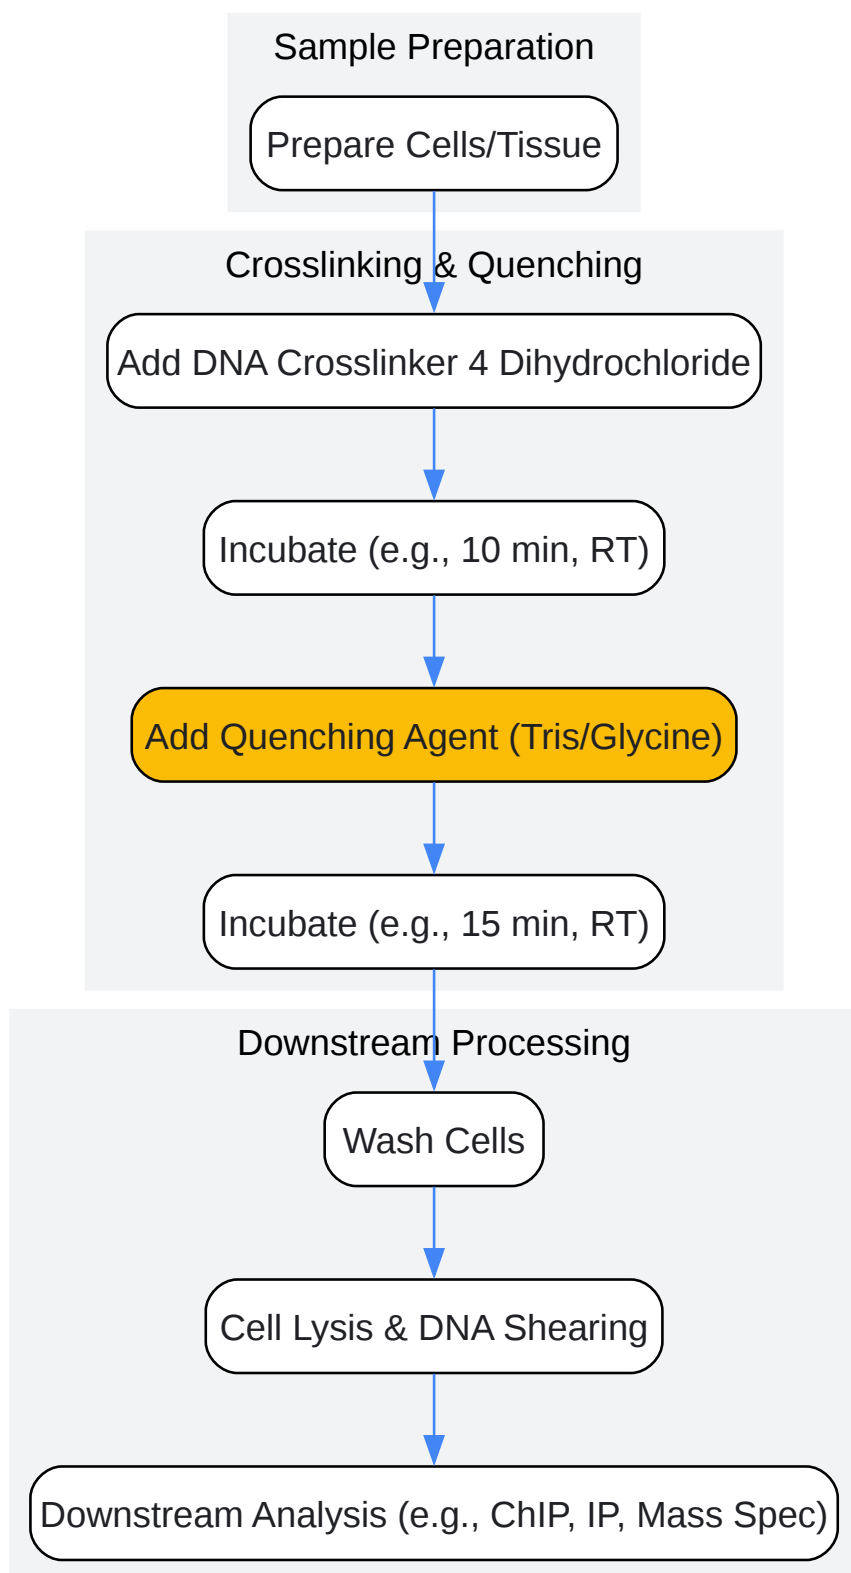 Sample Preparation
Prepare Cells/Tissue
Crosslinking & Quenching
Add DNA Crosslinker 4 Dihydrochloride
Incubate (e.g., 10 min, RT)
Add Quenching Agent (Tris/Glycine)
Incubate (e.g., 15 min, RT)
Downstream Processing
Wash Cells
Cell Lysis & DNA Shearing
Downstream Analysis (e.g., ChIP, IP, Mass Spec)